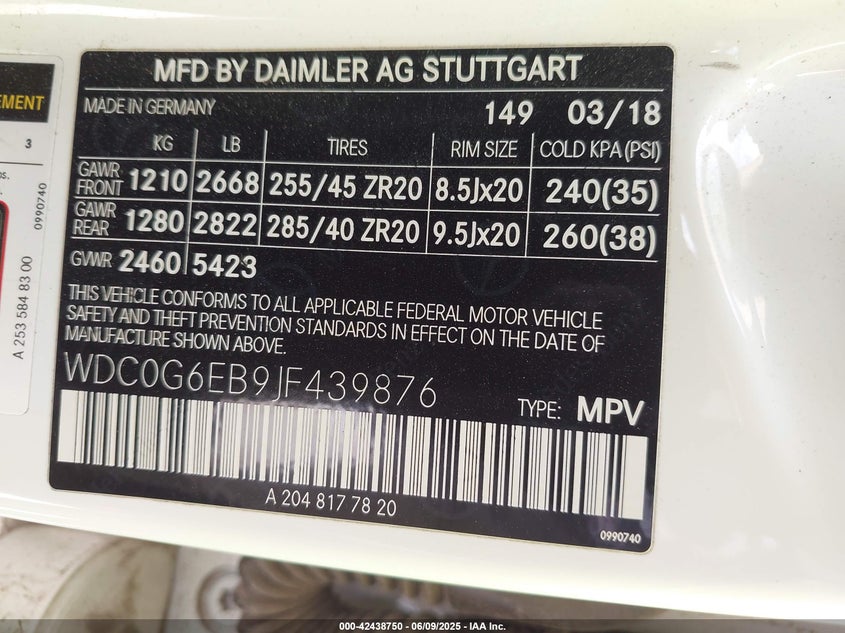 MFD BY DAIMLER AG STUTTGART
MADE IN GERMANY 149 03/18
KG LB TIRES RIM SIZE COLD KPA (PSI)
GAWR FRONT 1210 2668 255/45 ZR20 8.5Jx20 240(35)
GAWR REAR 1280 2822 285/40 ZR20 9.5Jx20 260(38)
GVWR 2460 5423
THIS VEHICLE CONFORMS TO ALL APPLICABLE FEDERAL MOTOR VEHICLE
SAFETY AND THEFT PREVENTION STANDARDS IN EFFECT ON THE DATE OF
MANUFACTURE SHOWN ABOVE.
WDC0G6EB9JF439876
TYPE: MPV
A 204 817 78 20
0990740
EMENT
3
0990740
A 253 584 83 00
000-42438750 - 06/09/2025 - IAA Inc.